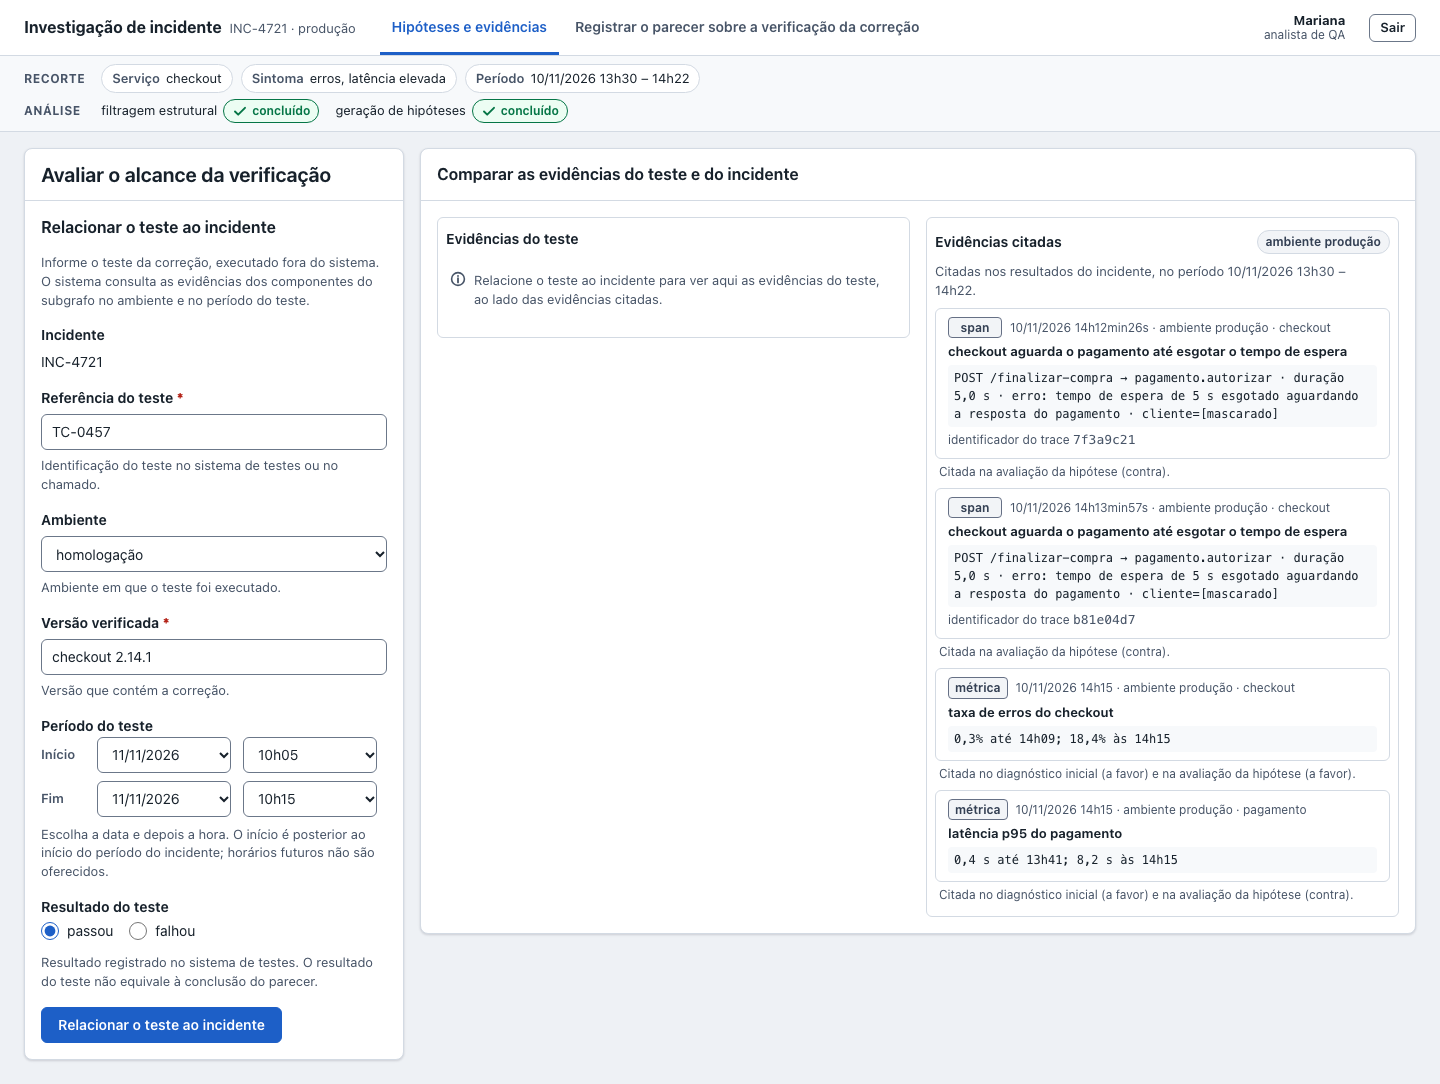 Investigação de incidente INC-4721 · produção
Hipóteses e evidências
Registrar o parecer sobre a verificação da correção
Mariana
analista de QA
Sair
RECORTE Serviço checkout Sintoma erros, latência elevada Período 10/11/2026 13h30 – 14h22
ANÁLISE filtragem estrutural concluído geração de hipóteses concluído
Avaliar o alcance da verificação
Relacionar o teste ao incidente
Informe o teste da correção, executado fora do sistema.
O sistema consulta as evidências dos componentes do
subgrafo no ambiente e no período do teste.
Incidente
INC-4721
Referência do teste *
TC-0457
Identificação do teste no sistema de testes ou no
chamado.
Ambiente
homologação
Ambiente em que o teste foi executado.
Versão verificada *
checkout 2.14.1
Versão que contém a correção.
Período do teste
Início 11/11/2026 10h05
Fim 11/11/2026 10h15
Escolha a data e depois a hora. O início é posterior ao
início do período do incidente; horários futuros não são
oferecidos.
Resultado do teste
passou falhou
Resultado registrado no sistema de testes. O resultado
do teste não equivale à conclusão do parecer.
Relacionar o teste ao incidente
Comparar as evidências do teste e do incidente
Evidências do teste
Relacione o teste ao incidente para ver aqui as evidências do teste,
ao lado das evidências citadas.
Evidências citadas ambiente produção
Citadas nos resultados do incidente, no período 10/11/2026 13h30 –
14h22.
span 10/11/2026 14h12min26s · ambiente produção · checkout
checkout aguarda o pagamento até esgotar o tempo de espera
POST /finalizar-compra → pagamento.autorizar · duração
5,0 s · erro: tempo de espera de 5 s esgotado aguardando
a resposta do pagamento · cliente=[mascarado]
identificador do trace 7f3a9c21
Citada na avaliação da hipótese (contra).
span 10/11/2026 14h13min57s · ambiente produção · checkout
checkout aguarda o pagamento até esgotar o tempo de espera
POST /finalizar-compra → pagamento.autorizar · duração
5,0 s · erro: tempo de espera de 5 s esgotado aguardando
a resposta do pagamento · cliente=[mascarado]
identificador do trace b81e04d7
Citada na avaliação da hipótese (contra).
métrica 10/11/2026 14h15 · ambiente produção · checkout
taxa de erros do checkout
0,3% até 14h09; 18,4% às 14h15
Citada no diagnóstico inicial (a favor) e na avaliação da hipótese (a favor).
métrica 10/11/2026 14h15 · ambiente produção · pagamento
latência p95 do pagamento
0,4 s até 13h41; 8,2 s às 14h15
Citada no diagnóstico inicial (a favor) e na avaliação da hipótese (contra).